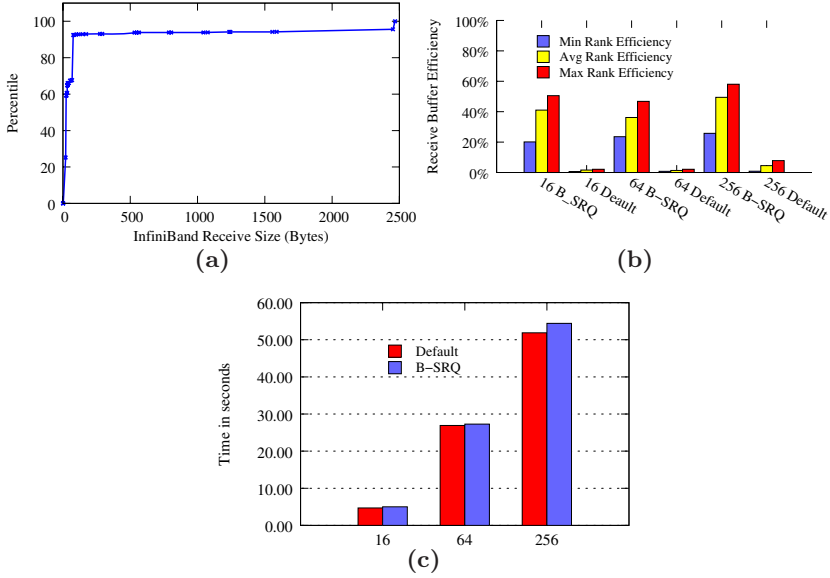 100
80
60
40
20
0
Percentile
0 500 1000 1500 2000 2500
InfiniBand Receive Size (Bytes)
(a)
100%
80%
60%
40%
20%
0%
Receive Buffer Efficiency
Min Rank Efficiency
Avg Rank Efficiency
Max Rank Efficiency
16 B_SRQ
16 Deault
64 B-SRQ
64 Default
256 B-SRQ
256 Default
(b)
60.00
50.00
40.00
30.00
20.00
10.00
0.00
Time in seconds
Default
B-SRQ
16 64 256
(c)